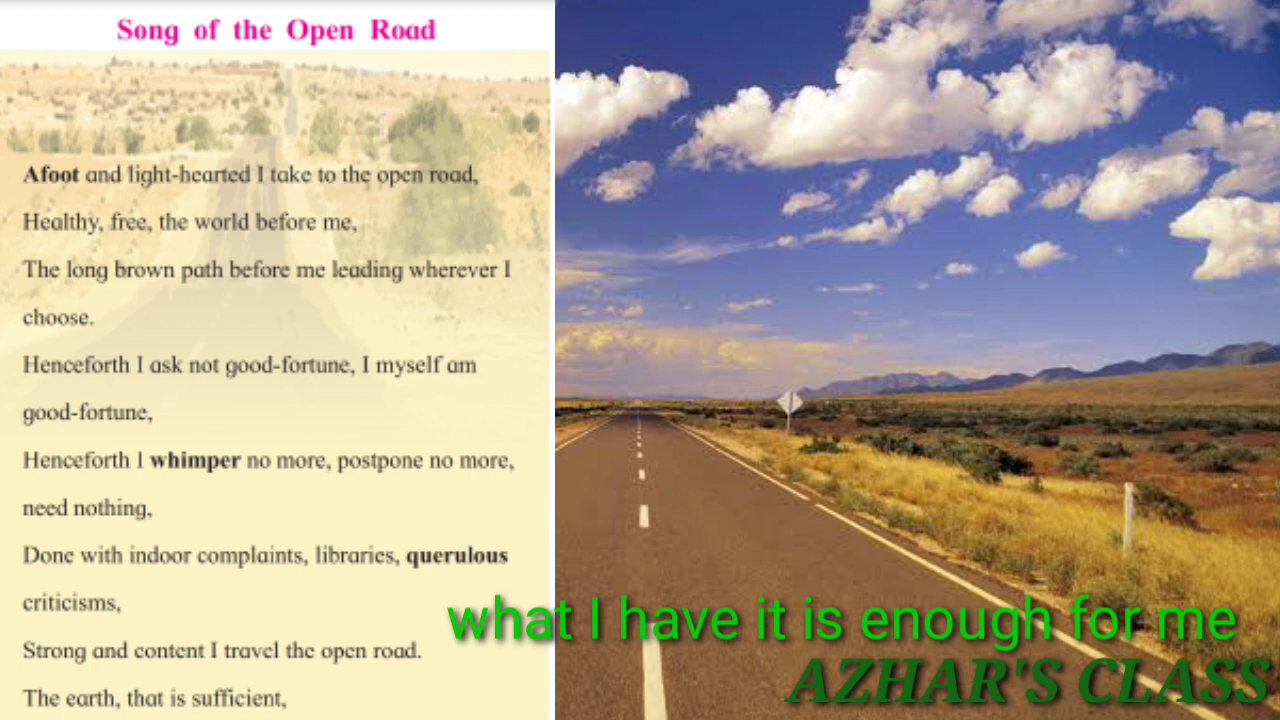 Song of the Open Road
Afoot and light-hearted I take to the open road,
Healthy, free, the world before me,
The long brown path before me leading wherever I
choose.
Henceforth I ask not good-fortune, I myself am
good-fortune,
Henceforth I whimper no more, postpone no more,
need nothing,
Done with indoor complaints, libraries, querulous
criticisms,
Strong and content I travel the open road.
The earth, that is sufficient,
what I have it is enough for me
AZHAR'S CLASS